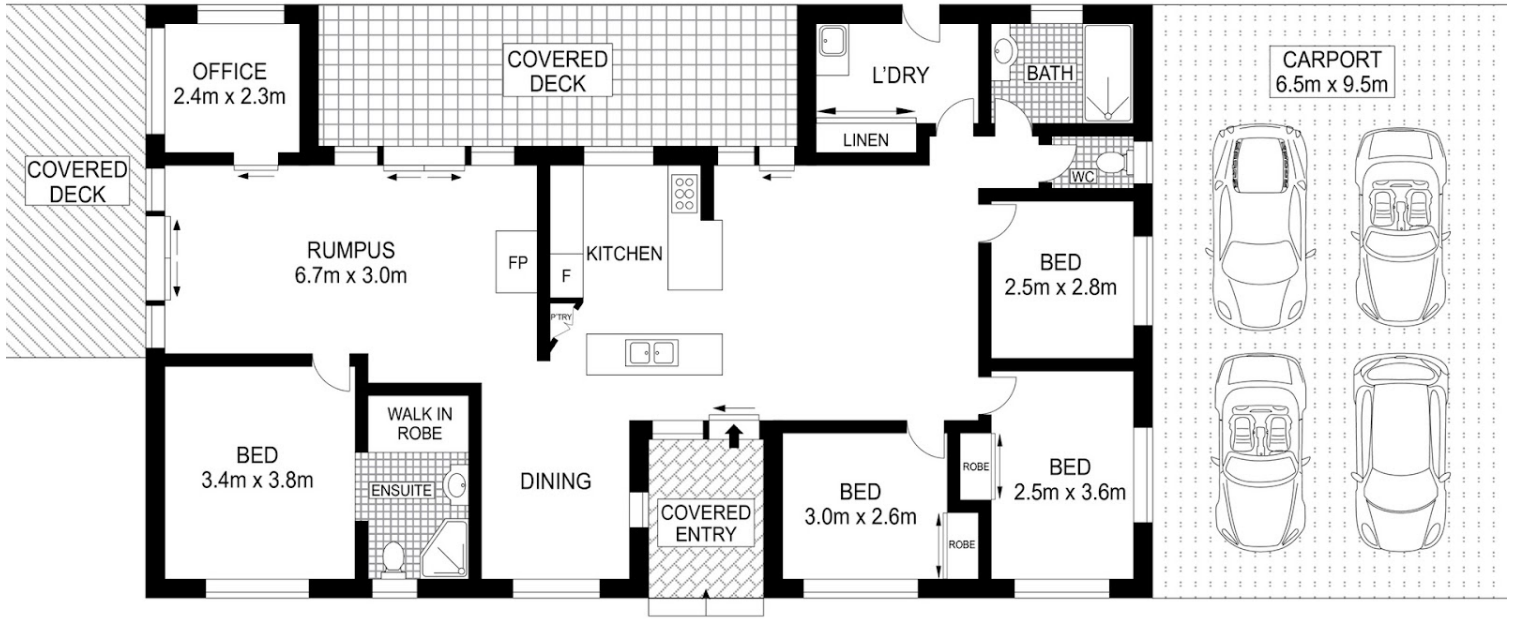 OFFICE
2.4m x 2.3m
COVERED
DECK
L'DRY
LINEN
BATH
WC
CARPORT
6.5m x 9.5m
COVERED
DECK
RUMPUS
6.7m x 3.0m
FP
F
KITCHEN
P'TRY
BED
2.5m x 2.8m
BED
3.4m x 3.8m
WALK IN
ROBE
ENSUITE
DINING
COVERED
ENTRY
BED
3.0m x 2.6m
ROBE
ROBE
BED
2.5m x 3.6m